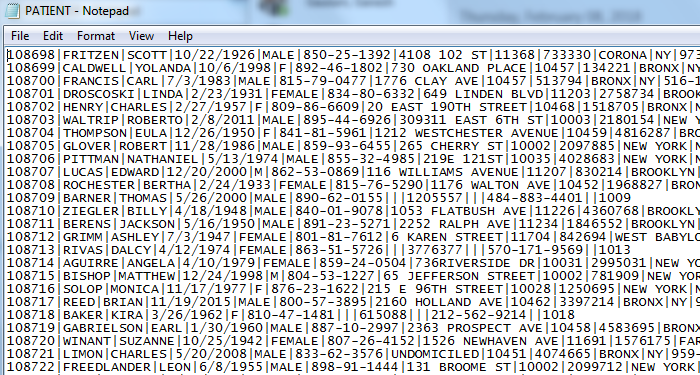 PATIENT - Notepad
File Edit Format View Help
108698|FRITZEN|SCOTT|10/22/1926|MALE|850-25-1392|4108 102 ST|11368|733330|CORONA|NY|973
108699|CALDWELL|YOLANDA|10/6/1998|F|892-46-1802|730 OAKLAND PLACE|10457|134221|BRONX|NY
108700|FRANCIS|CARL|7/3/1983|MALE|815-79-0477|1776 CLAY AVE|10457|513794|BRONX|NY|516-1
108701|DROSCOSKI|LINDA|2/23/1931|FEMALE|834-80-6332|649 LINDEN BLVD|11203|2758734|BROOK
108702|HENRY|CHARLES|2/27/1957|F|809-86-6609|20 EAST 190TH STREET|10468|1518705|BRONX|N
108703|WALTRIP|ROBERTO|2/8/2011|MALE|895-44-6926|309311 EAST 6TH ST|10003|2180154|NEW Y
108704|THOMPSON|EULA|12/26/1950|F|841-81-5961|1212 WESTCHESTER AVENUE|10459|4816287|BRO
108705|GLOVER|ROBERT|11/28/1986|MALE|859-93-6455|265 CHERRY ST|10002|2097885|NEW YORK|N
108706|PITTMAN|NATHANIEL|5/13/1974|MALE|855-32-4985|219E 121ST|10035|4028683|NEW YORK|N
108707|LUCAS|EDWARD|12/20/2000|M|862-53-0869|116 WILLIAMS AVENUE|11207|830214|BROOKLYN|
108708|ROCHESTER|BERTHA|2/24/1933|FEMALE|815-76-5290|1176 WALTON AVE|10452|1968827|BRON
108709|BARNER|THOMAS|5/26/2000|MALE|890-62-0155|||1205557|||484-883-4401||1009
108710|ZIEGLER|BILLY|4/18/1948|MALE|840-01-9078|1053 FLATBUSH AVE|11226|4360768|BROOKLY
108711|BERENS|JACKSON|5/16/1950|MALE|891-23-5271|2252 RALPH AVE|11234|1846552|BROOKLYN|
108712|GRIMM|ASHLEY|7/3/1947|FEMALE|801-81-7612|6 KAREN STREET|11704|842694|WEST BABYLO
108713|RIVAS|DALCY|4/12/1974|FEMALE|863-51-5726|||3776377|||570-171-9569||1013
108714|AGUIRRE|ANGELA|4/10/1979|FEMALE|859-24-0504|736RIVERSIDE DR|10031|2995031|NEW YO
108715|BISHOP|MATTHEW|12/24/1998|M|804-53-1227|65 JEFFERSON STREET|10002|781909|NEW YOR
108716|SOLOP|MONICA|11/17/1977|F|876-23-1622|215 E 96TH STREET|10028|1250695|NEW YORK|N
108717|REED|BRIAN|11/19/2015|MALE|800-57-3895|2160 HOLLAND AVE|10462|3397214|BRONX|NY|5
108718|BAKER|KIRA|3/26/1962|F|810-47-1481|||615088|||212-562-9214||1018
108719|GABRIELSON|EARL|1/30/1960|MALE|887-10-2997|2363 PROSPECT AVE|10458|4583695|BRONX
108720|WINANT|SUZANNE|10/25/1942|FEMALE|807-26-4152|1526 NEWHAVEN AVE|11691|1576175|FAR
108721|LIMON|CHARLES|5/20/2008|MALE|833-62-3576|UNDOMICILED|10451|4074665|BRONX|NY|959-
108722|FREEDLANDER|LEON|6/8/1955|MALE|898-91-1444|131 BROOME ST|10002|2099712|NEW YORK|